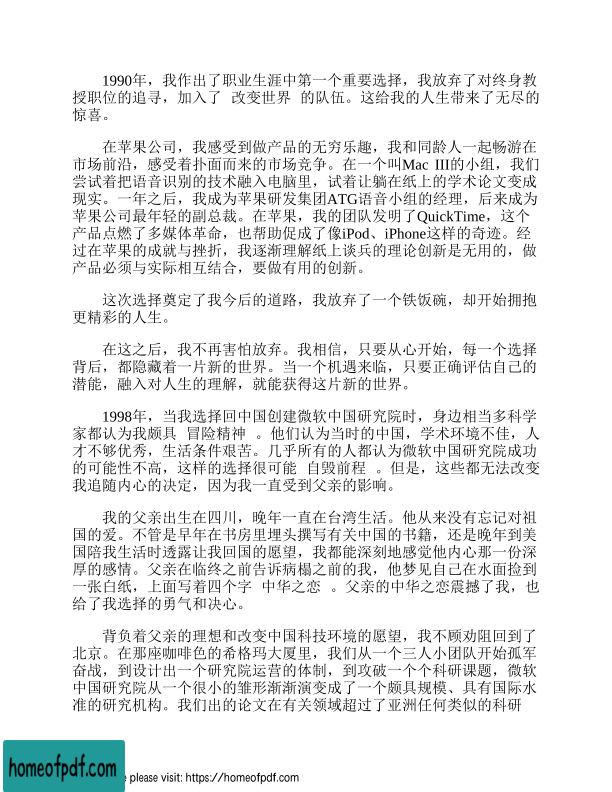 1990年，我作出了职业生涯中第一个重要选择，我放弃了对终身教
授职位的追寻，加入了 改变世界 的队伍。这给我的人生带来了无尽的
惊喜。
在苹果公司，我感受到做产品的无穷乐趣，我和同龄人一起畅游在
市场前沿，感受着扑面而来的市场竞争。在一个叫Mac III的小组，我们
尝试着把语音识别的技术融入电脑里，试着让躺在纸上的学术论文变成
现实。一年之后，我成为苹果研发集团ATG语音小组的经理，后来成为
苹果公司最年轻的副总裁。在苹果，我的团队发明了QuickTime，这个
产品点燃了多媒体革命，也帮助促成了像iPod、iPhone这样的奇迹。经
过在苹果的成就与挫折，我逐渐理解纸上谈兵的理论创新是无用的，做
产品必须与实际相互结合，要做有用的创新。
这次选择奠定了我今后的道路，我放弃了一个铁饭碗，却开始拥抱
更精彩的人生。
在这之后，我不再害怕放弃。我相信，只要从心开始，每一个选择
背后，都隐藏着一片新的世界。当一个机遇来临，只要正确评估自己的
潜能，融入对人生的理解，就能获得这片新的世界。
1998年，当我选择回中国创建微软中国研究院时，身边相当多科学
家都认为我颇具 冒险精神 。他们认为当时的中国，学术环境不佳，人
才不够优秀，生活条件艰苦。几乎所有的人都认为微软中国研究院成功
的可能性不高，这样的选择很可能 自毁前程 。但是，这些都无法改变
我追随内心的决定，因为我一直受到父亲的影响。
我的父亲出生在四川，晚年一直在台湾生活。他从来没有忘记对祖
国的爱。不管是早年在书房里埋头撰写有关中国的书籍，还是晚年到美
国陪我生活时透露让我回国的愿望，我都能深刻地感觉他内心那一份深
厚的感情。父亲在临终之前告诉病榻之前的我，他梦见自己在水面捡到
一张白纸，上面写着四个字 中华之恋 。父亲的中华之恋震撼了我，也
给了我选择的勇气和决心。
背负着父亲的理想和改变中国科技环境的愿望，我不顾劝阻回到了
北京。在那座咖啡色的希格玛大厦里，我们从一个三人小团队开始孤军
奋战，到设计出一个研究院运营的体制，到攻破一个个科研课题，微软
中国研究院从一个很小的雏形渐渐演变成了一个颇具规模、具有国际水
准的研究机构。我们出的论文在有关领域超过了亚洲任何类似的科研
homeofpdf.com
please visit: https://homeofpdf.com